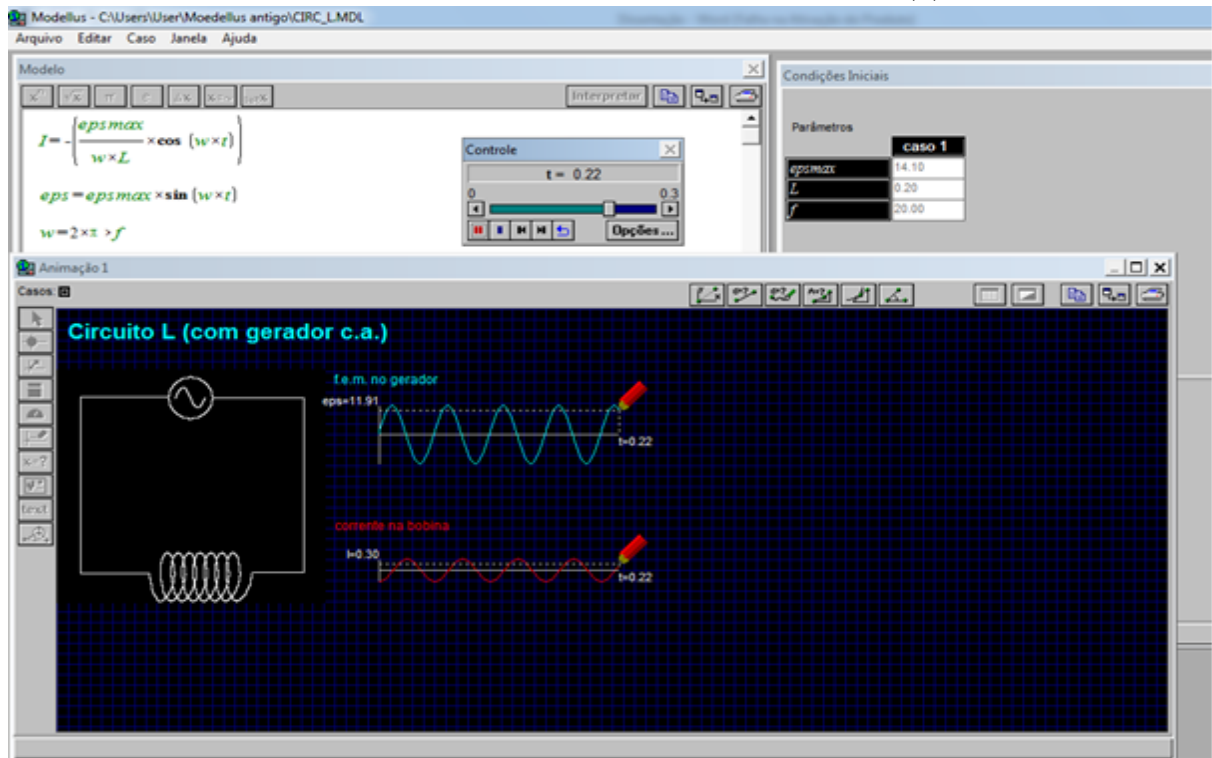 Modellus - C:\Users\User\Moedellus antigo\CIRC_L.MDL
Arquivo Editar Caso Janela Ajuda
Modelo
Interpretar
I = -(epsmax / w×L × cos (w×t))
eps = epsmax × sin (w×t)
w = 2×π ×f
Controle
t = 0.22
0 0.3
Opções ...
Condições Iniciais
Parâmetros
caso 1
epsmax 14.10
L 0.20
f 20.00
Animação 1
Casos:
x=?
text
Circuito L (com gerador c.a.)
f.e.m. no gerador
eps=11.91
t=0.22
corrente na bobina
I=0.30
t=0.22